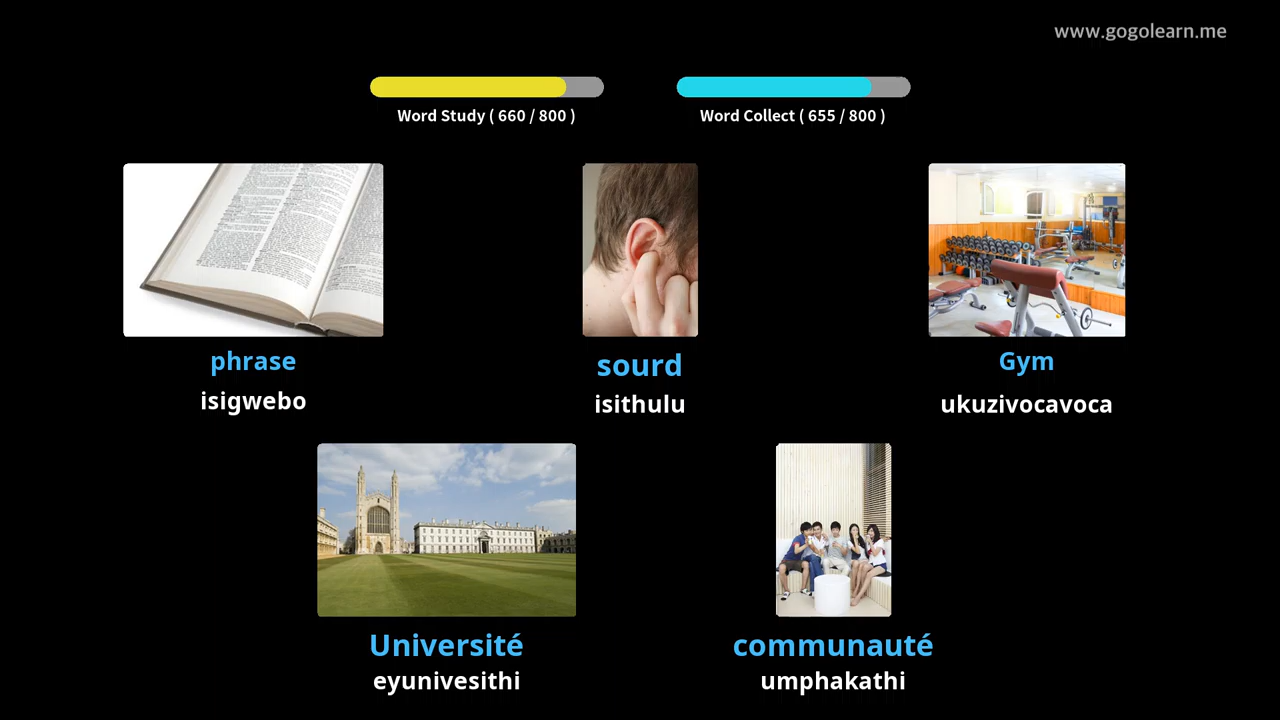 www.gogolearn.me
Word Study ( 660 / 800 )
Word Collect ( 655 / 800 )
phrase
isigwebo
sourd
isithulu
Gym
ukuzivocavoca
Université
eyunivesithi
communauté
umphakathi